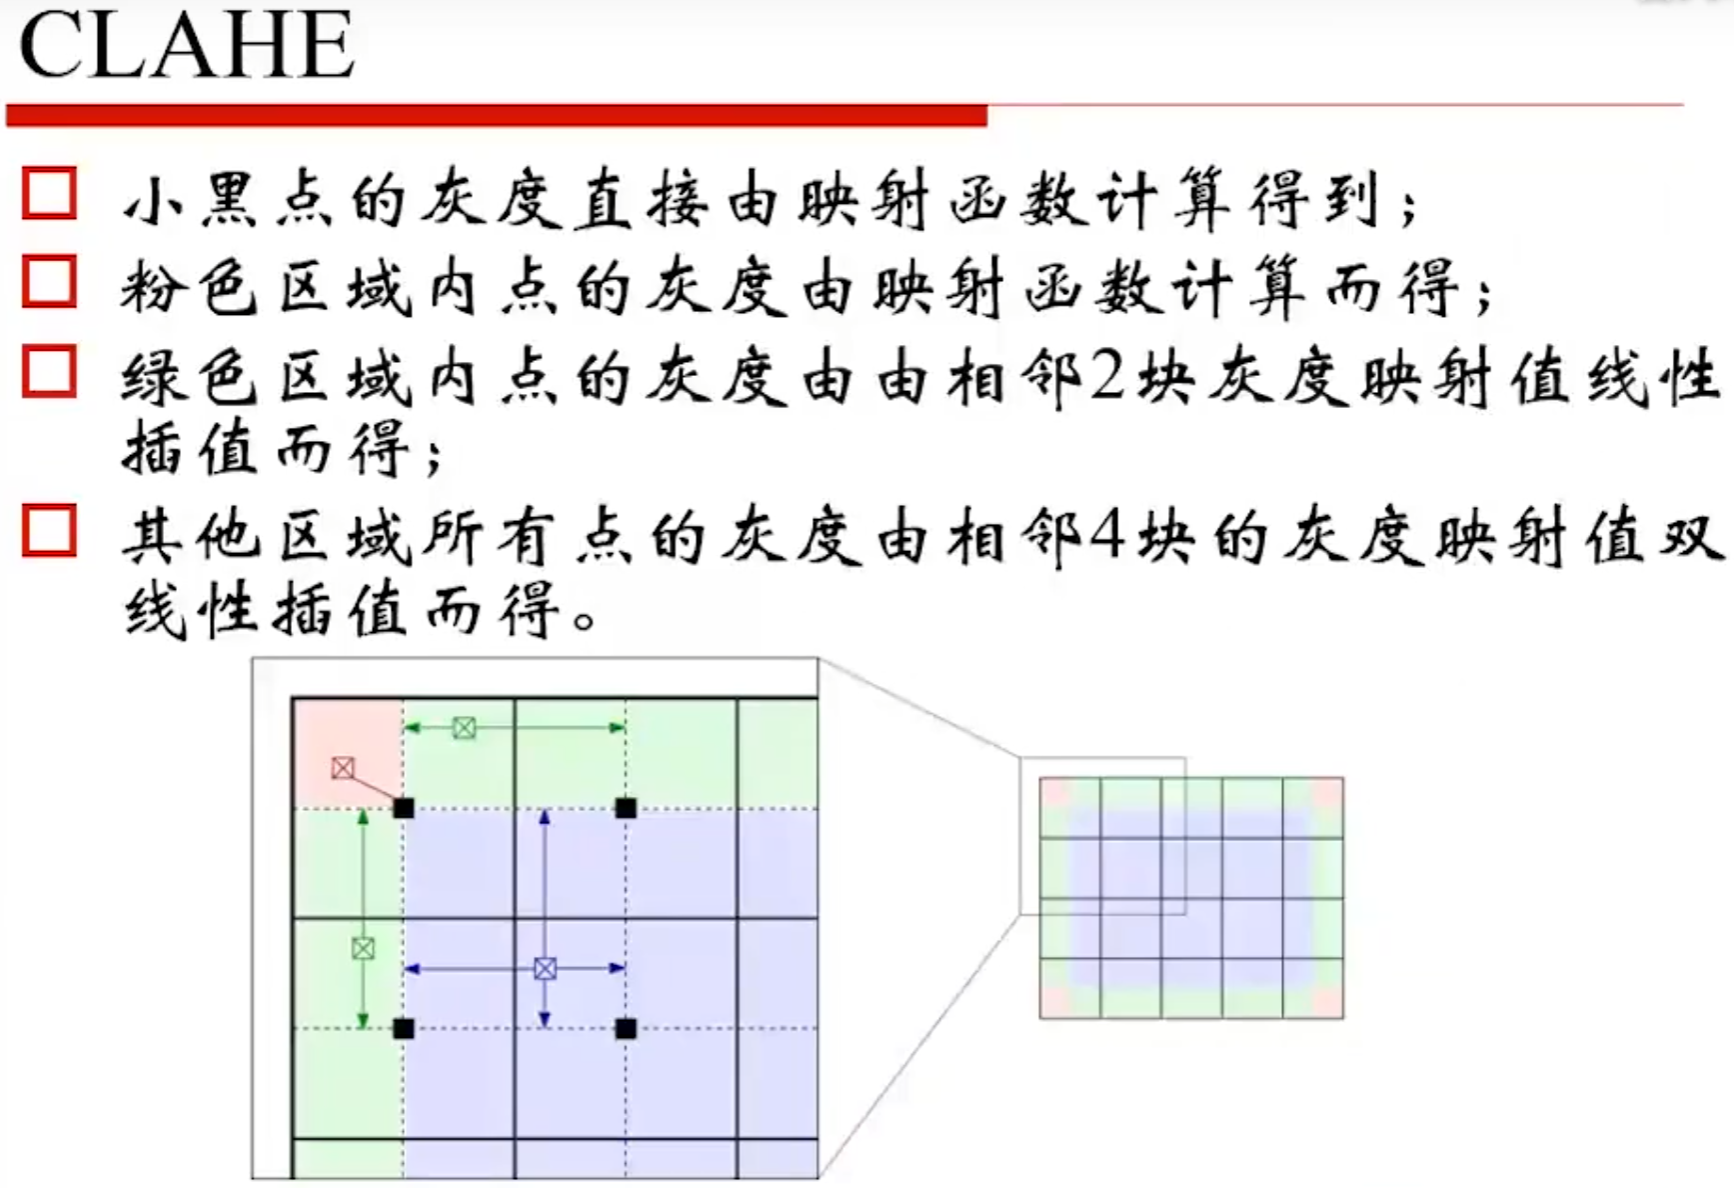 CLAHE
小黑点的灰度直接由映射函数计算得到；
粉色区域内点的灰度由映射函数计算而得；
绿色区域内点的灰度由由相邻2块灰度映射值线性
插值而得；
其他区域所有点的灰度由相邻4块的灰度映射值双
线性插值而得。